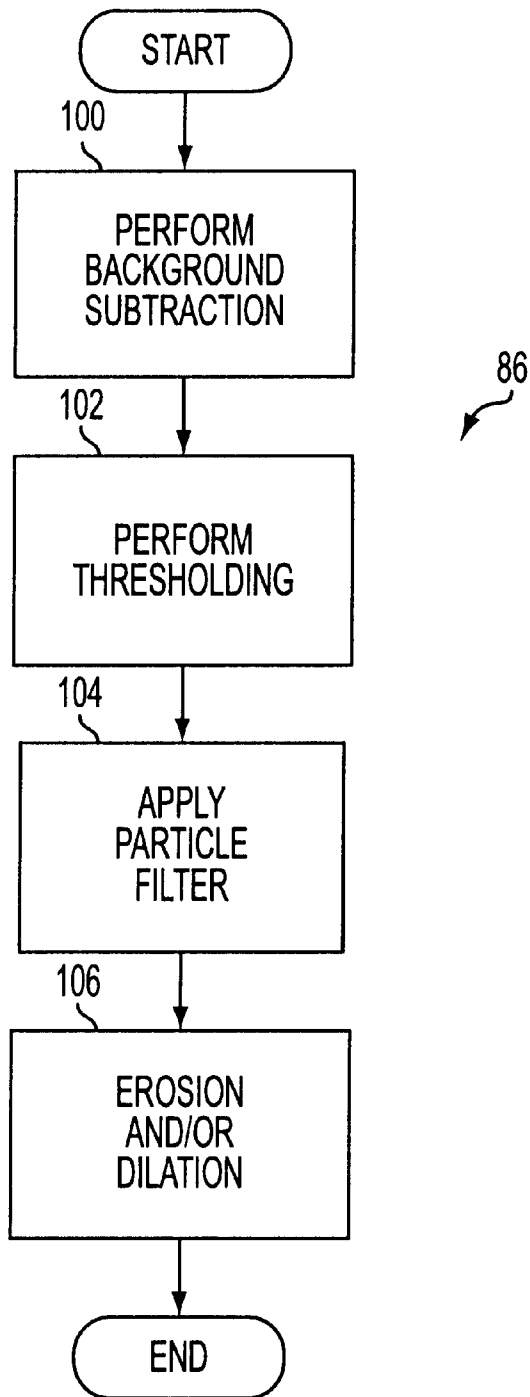 START
100
PERFORM
BACKGROUND
SUBTRACTION
86
102
PERFORM
THRESHOLDING
104
APPLY
PARTICLE
FILTER
106
EROSION
AND/OR
DILATION
END